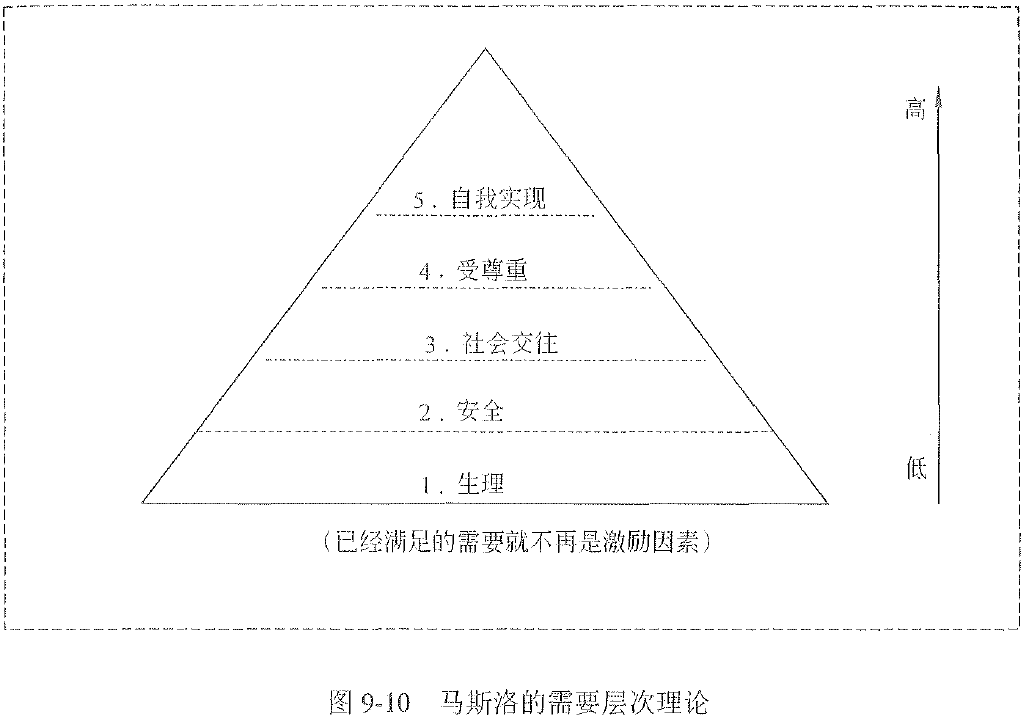 高
5．自我实现
4．受尊重
3．社会交往
2．安全
低
1．生理
（已经满足的需要就不再是激励因素）
图 9-10 马斯洛的需要层次理论